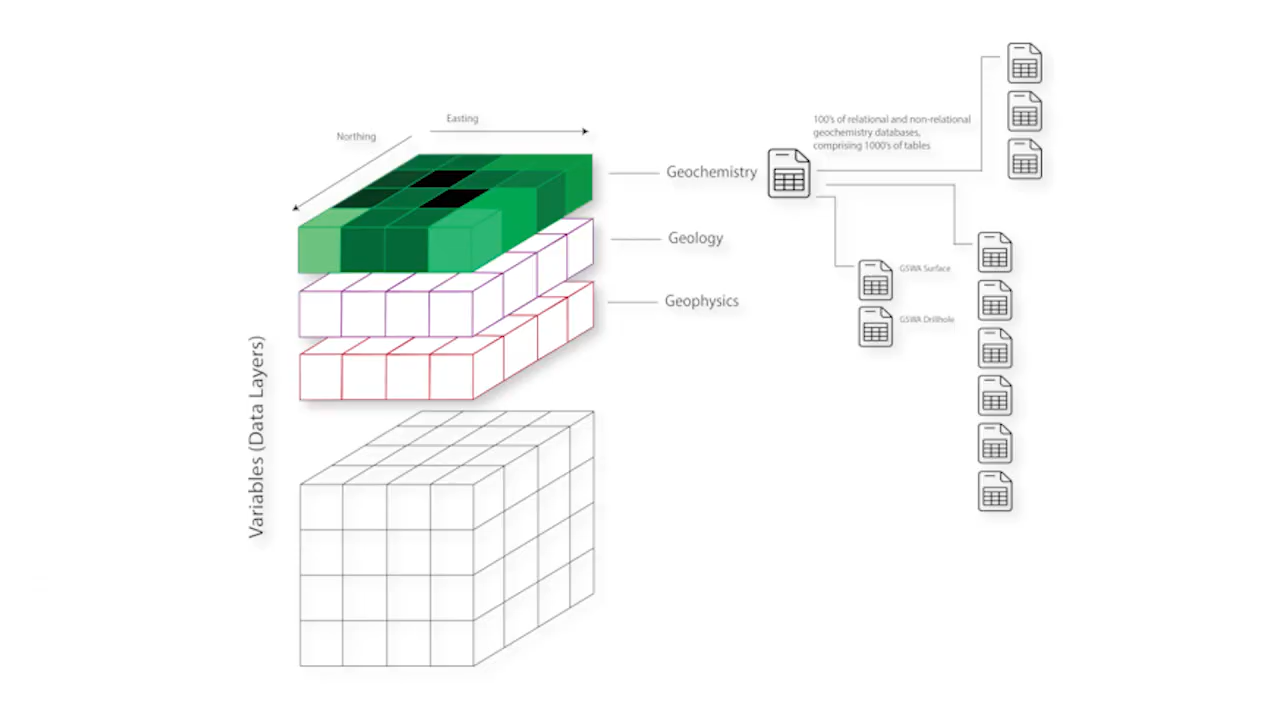 Easting
Northing
100's of relational and non-relational
geochemistry databases,
comprising 1000's of tables
Geochemistry
Geology
Geophysics
GSWA Surface
GSWA Drillhole
Variables (Data Layers)